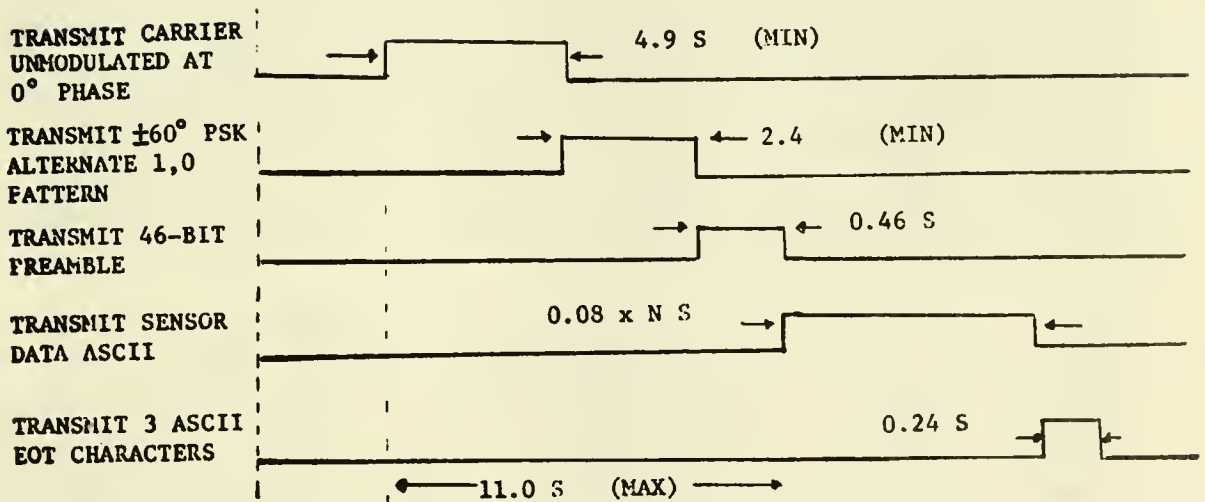 TRANSMIT CARRIER
UNMODULATED AT
0° PHASE
4.9 S (MIN)
TRANSMIT ±60° PSK
ALTERNATE 1,0
PATTERN
2.4 (MIN)
TRANSMIT 46-BIT
PREAMBLE
0.46 S
TRANSMIT SENSOR
DATA ASCII
0.08 x N S
TRANSMIT 3 ASCII
EOT CHARACTERS
0.24 S
11.0 S (MAX)